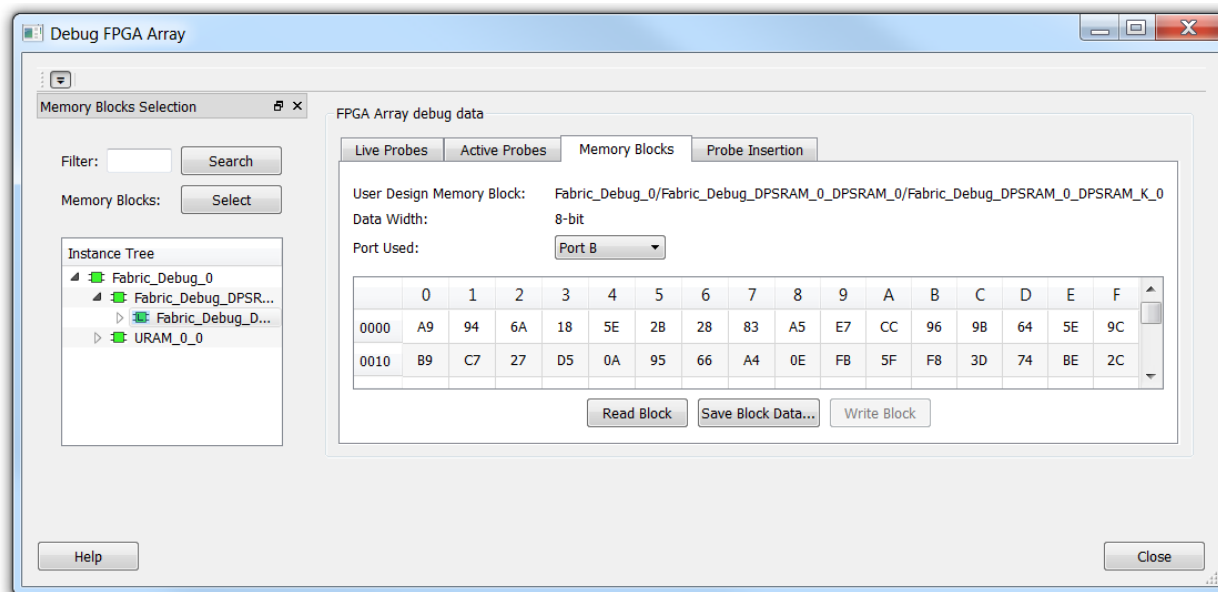 Debug FPGA Array
Memory Blocks Selection
Filter:
Search
Memory Blocks:
Select
Instance Tree
Fabric_Debug_0
Fabric_Debug_DPSR...
Fabric_Debug_D...
URAM_0_0
FPGA Array debug data
Live Probes Active Probes Memory Blocks Probe Insertion
User Design Memory Block: Fabric_Debug_0/Fabric_Debug_DPSRAM_0_DPSRAM_0/Fabric_Debug_DPSRAM_0_DPSRAM_K_0
Data Width: 8-bit
Port Used: Port B
0 1 2 3 4 5 6 7 8 9 A B C D E F
0000 A9 94 6A 18 5E 2B 28 83 A5 E7 CC 96 9B 64 5E 9C
0010 B9 C7 27 D5 0A 95 66 A4 0E FB 5F F8 3D 74 BE 2C
Read Block Save Block Data... Write Block
Help
Close